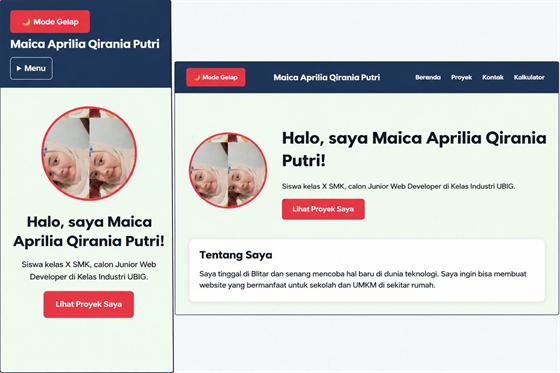 🌙 Mode Gelap
Maica Aprilia Qirania Putri
▶ Menu
Halo, saya Maica
Aprilia Qirania Putri!
Siswa kelas X SMK, calon Junior Web
Developer di Kelas Industri UBIG.
Lihat Proyek Saya
🌙 Mode Gelap
Maica Aprilia Qirania Putri
Beranda
Proyek
Kontak
Kalkulator
Halo, saya Maica Aprilia Qirania
Putri!
Siswa kelas X SMK, calon Junior Web Developer di Kelas Industri UBIG.
Lihat Proyek Saya
Tentang Saya
Saya tinggal di Blitar dan senang mencoba hal baru di dunia teknologi. Saya ingin bisa membuat
website yang bermanfaat untuk sekolah dan UMKM di sekitar rumah.